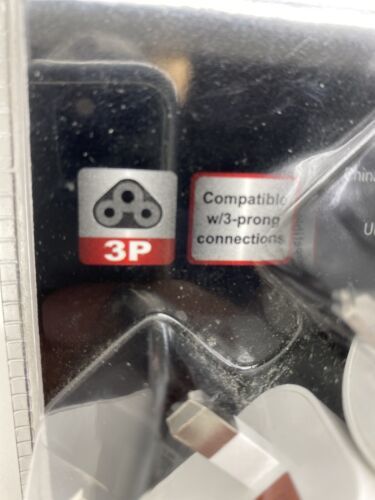 3P
Compatible
w/3-prong
connections